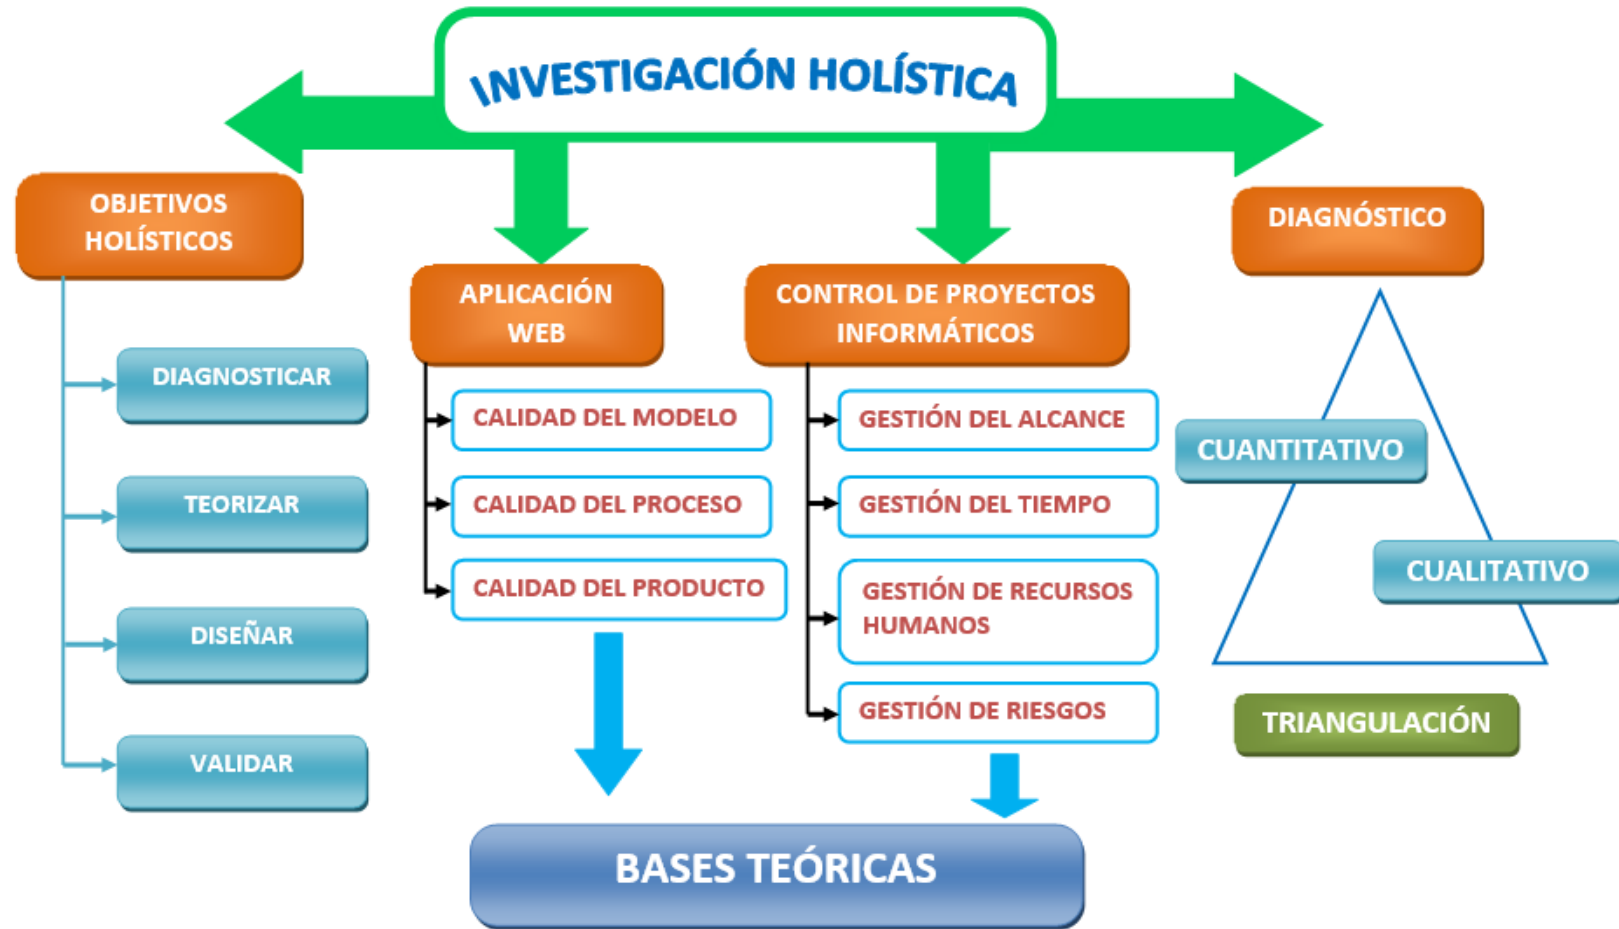 INVESTIGACIÓN HOLÍSTICA
OBJETIVOS
HOLÍSTICOS
DIAGNOSTICAR
TEORIZAR
DISEÑAR
VALIDAR
APLICACIÓN
WEB
CALIDAD DEL MODELO
CALIDAD DEL PROCESO
CALIDAD DEL PRODUCTO
CONTROL DE PROYECTOS
INFORMÁTICOS
GESTIÓN DEL ALCANCE
GESTIÓN DEL TIEMPO
GESTIÓN DE RECURSOS
HUMANOS
GESTIÓN DE RIESGOS
DIAGNÓSTICO
CUANTITATIVO
CUALITATIVO
TRIANGULACIÓN
BASES TEÓRICAS